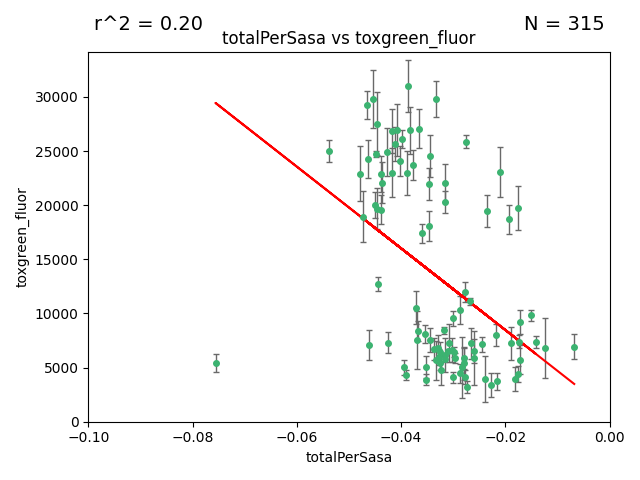 r^2 = 0.20 N = 315
totalPerSasa vs toxgreen_fluor
30000
25000
20000
15000
10000
5000
0
toxgreen_fluor
−0.10 −0.08 −0.06 −0.04 −0.02 0.00
totalPerSasa